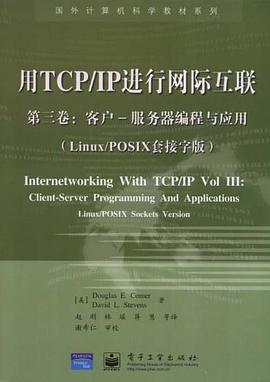 国外计算机科学教材系列
用TCP/IP进行网际互联
第三卷：客户－服务器编程与应用
（Linux/POSIX套接字版）
Internetworking With TCP/IP Vol III:
Client-Server Programming And Applications
Linux/POSIX Sockets Version
[美] Douglas E. Comer
David L. Stevens 著
赵刚 林瑶 蒋慧 等译
谢希仁 审校
PEARSON
Education
电子工业出版社